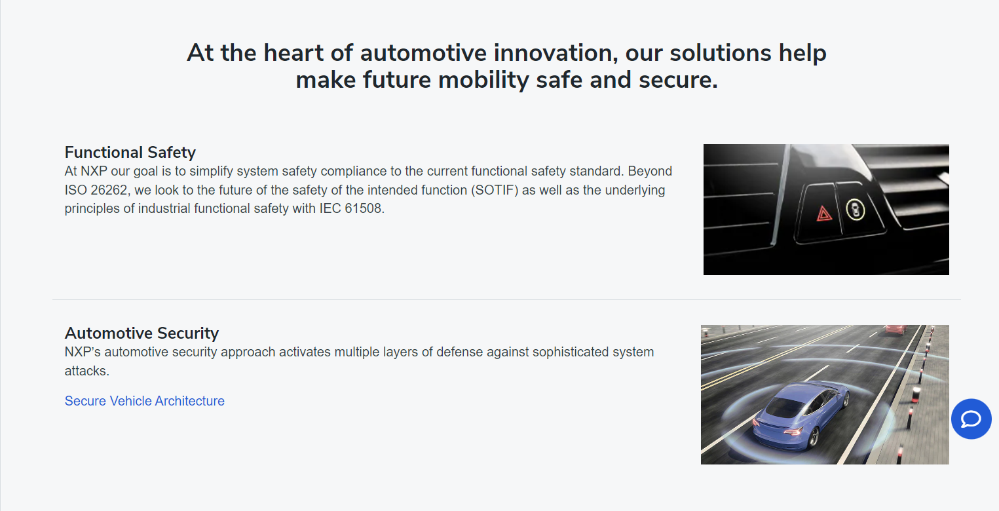 At the heart of automotive innovation, our solutions help
make future mobility safe and secure.
Functional Safety
At NXP our goal is to simplify system safety compliance to the current functional safety standard. Beyond
ISO 26262, we look to the future of the safety of the intended function (SOTIF) as well as the underlying
principles of industrial functional safety with IEC 61508.
Automotive Security
NXP’s automotive security approach activates multiple layers of defense against sophisticated system
attacks.
Secure Vehicle Architecture